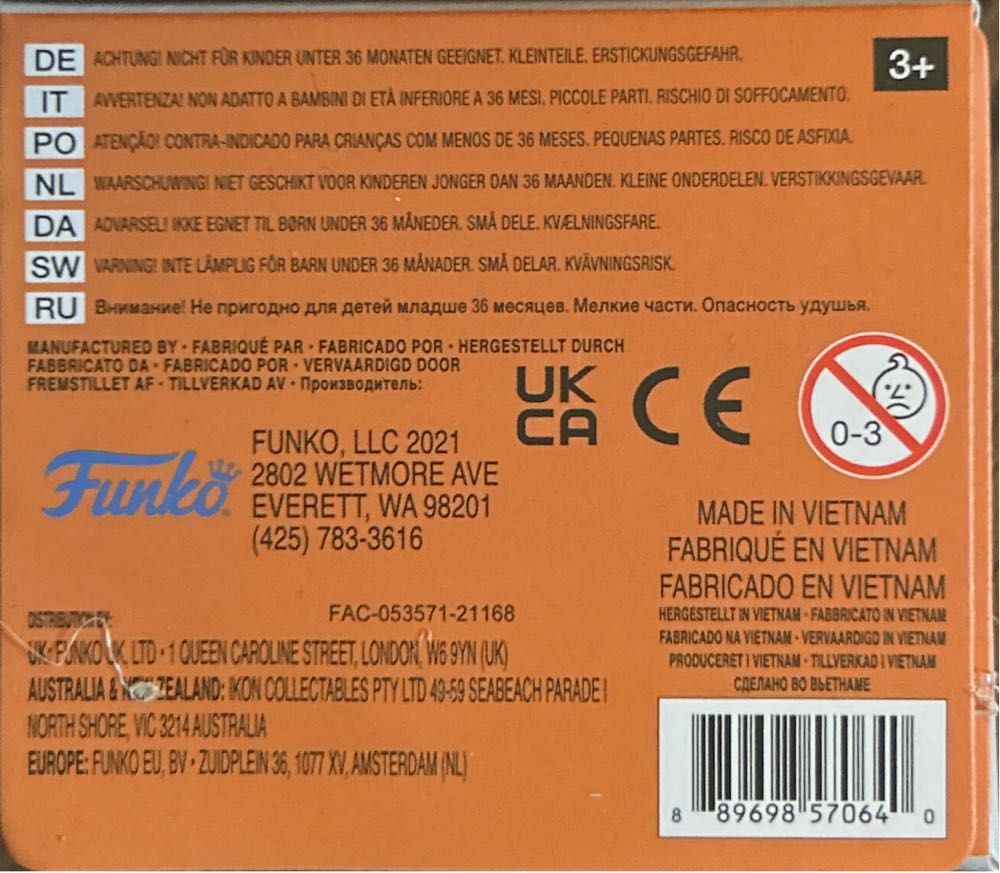 DE ACHTUNG! NICHT FÜR KINDER UNTER 36 MONATEN GEEIGNET. KLEINTEILE. ERSTICKUNGSGEFAHR.
3+
IT AVVERTENZA! NON ADATTO A BAMBINI DI ETÀ INFERIORE A 36 MESI. PICCOLE PARTI. RISCHIO DI SOFFOCAMENTO.
PO ATENÇÃO! CONTRA-INDICADO PARA CRIANÇAS COM MENOS DE 36 MESES. PEQUENAS PARTES. RISCO DE ASFIXIA.
NL WAARSCHUWING! NIET GESCHIKT VOOR KINDEREN JONGER DAN 36 MAANDEN. KLEINE ONDERDELEN. VERSTIKKINGSGEVAAR.
DA ADVARSEL! IKKE EGNET TIL BØRN UNDER 36 MÅNEDER. SMÅ DELE. KVÆLNINGSFARE.
SW VARNING! INTE LÄMPLIG FÖR BARN UNDER 36 MÅNADER. SMÅ DELAR. KVÄVNINGSRISK.
RU Внимание! Не пригодно для детей младше 36 месяцев. Мелкие части. Опасность удушья.
MANUFACTURED BY • FABRIQUÉ PAR • FABRICADO POR • HERGESTELLT DURCH
FABBRICATO DA • FABRICADO POR • VERVAARDIGD DOOR
FREMSTILLET AF • TILLVERKAD AV • Производитель:
UK
CA
CE
0-3
Funko
FUNKO, LLC 2021
2802 WETMORE AVE
EVERETT, WA 98201
(425) 783-3616
MADE IN VIETNAM
FABRIQUÉ EN VIETNAM
FABRICADO EN VIETNAM
HERGESTELLT IN VIETNAM • FABBRICATO IN VIETNAM
FABRICADO NA VIETNAM • VERVAARDIGD IN VIETNAM
PRODUCERET I VIETNAM • TILLVERKAD I VIETNAM
СДЕЛАНО ВО ВЬЕТНАМЕ
FAC-053571-21168
DISTRIBUTION BY:
UK • FUNKO UK, LTD • 1 QUEEN CAROLINE STREET, LONDON, W6 9YN (UK)
AUSTRALIA & NEW ZEALAND: IKON COLLECTABLES PTY LTD 49-59 SEABEACH PARADE |
NORTH SHORE, VIC 3214 AUSTRALIA
EUROPE: FUNKO EU, BV • ZUIDPLEIN 36, 1077 XV, AMSTERDAM (NL)
8 89698 57064 0